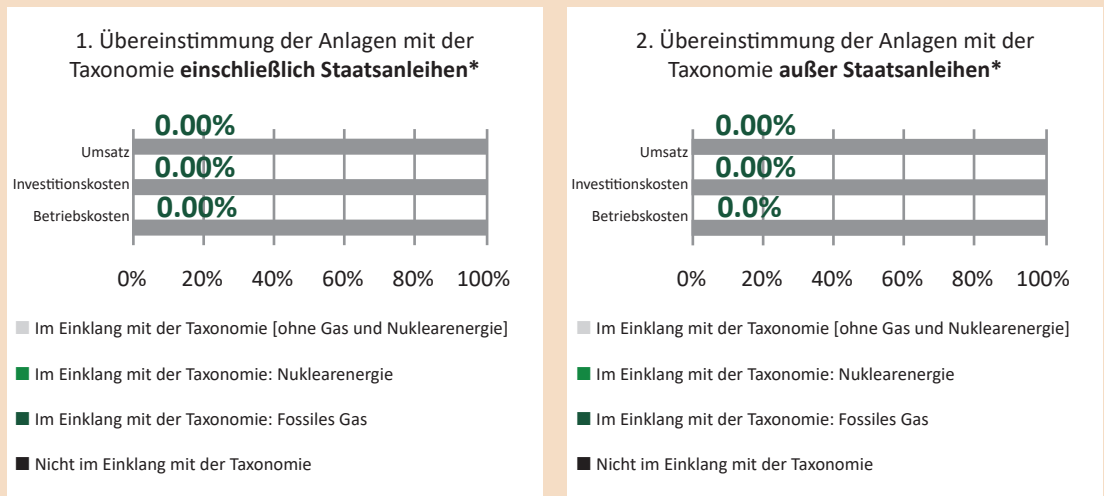 1. Übereinstimmung der Anlagen mit der
Taxonomie einschließlich Staatsanleihen*
0.00%
Umsatz
0.00%
Investitionskosten
0.00%
Betriebskosten
0% 20% 40% 60% 80% 100%
Im Einklang mit der Taxonomie [ohne Gas und Nuklearenergie]
Im Einklang mit der Taxonomie: Nuklearenergie
Im Einklang mit der Taxonomie: Fossiles Gas
Nicht im Einklang mit der Taxonomie
2. Übereinstimmung der Anlagen mit der
Taxonomie außer Staatsanleihen*
0.00%
Umsatz
0.00%
Investitionskosten
0.0%
Betriebskosten
0% 20% 40% 60% 80% 100%
Im Einklang mit der Taxonomie [ohne Gas und Nuklearenergie]
Im Einklang mit der Taxonomie: Nuklearenergie
Im Einklang mit der Taxonomie: Fossiles Gas
Nicht im Einklang mit der Taxonomie